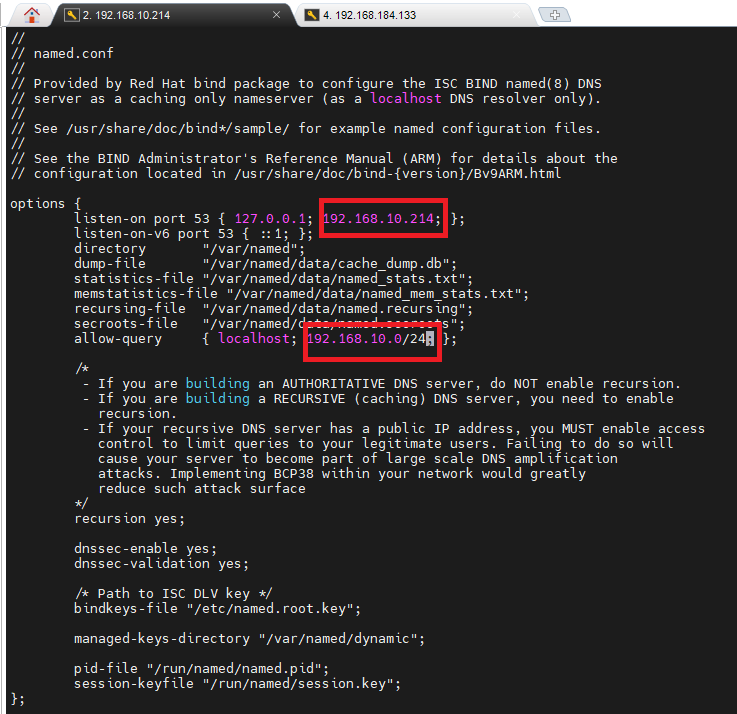 2. 192.168.10.214
4. 192.168.184.133
//
// named.conf
//
// Provided by Red Hat bind package to configure the ISC BIND named(8) DNS
// server as a caching only nameserver (as a localhost DNS resolver only).
//
// See /usr/share/doc/bind*/sample/ for example named configuration files.
//
// See the BIND Administrator's Reference Manual (ARM) for details about the
// configuration located in /usr/share/doc/bind-{version}/Bv9ARM.html
options {
listen-on port 53 { 127.0.0.1; 192.168.10.214; };
listen-on-v6 port 53 { ::1; };
directory "/var/named";
dump-file "/var/named/data/cache_dump.db";
statistics-file "/var/named/data/named_stats.txt";
memstatistics-file "/var/named/data/named_mem_stats.txt";
recursing-file "/var/named/data/named.recursing";
secroots-file "/var/named/data/named.secroots";
allow-query { localhost; 192.168.10.0/24; };
/*
- If you are building an AUTHORITATIVE DNS server, do NOT enable recursion.
- If you are building a RECURSIVE (caching) DNS server, you need to enable
recursion.
- If your recursive DNS server has a public IP address, you MUST enable access
control to limit queries to your legitimate users. Failing to do so will
cause your server to become part of large scale DNS amplification
attacks. Implementing BCP38 within your network would greatly
reduce such attack surface
*/
recursion yes;
dnssec-enable yes;
dnssec-validation yes;
/* Path to ISC DLV key */
bindkeys-file "/etc/named.root.key";
managed-keys-directory "/var/named/dynamic";
pid-file "/run/named/named.pid";
session-keyfile "/run/named/session.key";
};